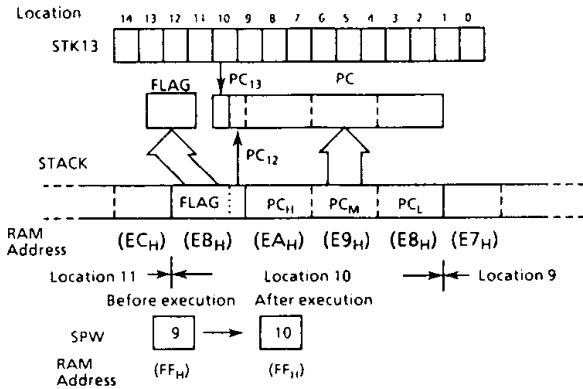 Location
14 13 12 11 10 9 8 7 6 5 4 3 2 1 0
STK13
FLAG PC13 PC
STACK PC12
FLAG PCH PCM PCL
RAM Address (ECH) (E8H) (EAH) (E9H) (E8H) (E7H)
Location 11 Location 10 Location 9
Before execution After execution
SPW 9 10
RAM Address (FFH) (FFH)